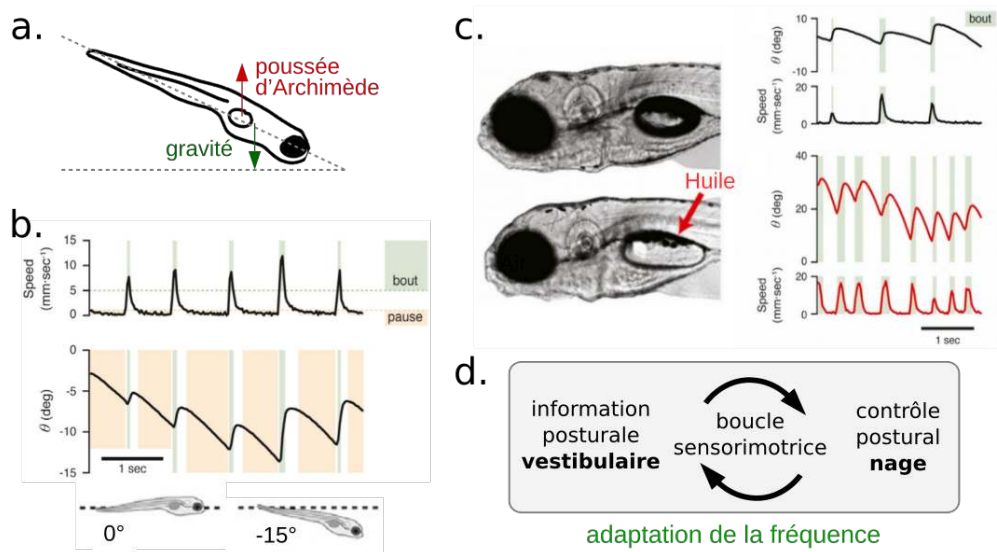 a.
poussée
d'Archimède
gravité
b.
Speed
(mm·sec⁻¹)
15
10
5
0
bout
pause
θ (deg)
0
-5
-10
-15
1 sec
0°
-15°
c.
Huile
bout
θ (deg)
10
-10
Speed
(mm·sec⁻¹)
20
0
θ (deg)
40
20
0
Speed
(mm·sec⁻¹)
20
0
1 sec
d.
information
posturale
vestibulaire
boucle
sensorimotrice
contrôle
postural
nage
adaptation de la fréquence